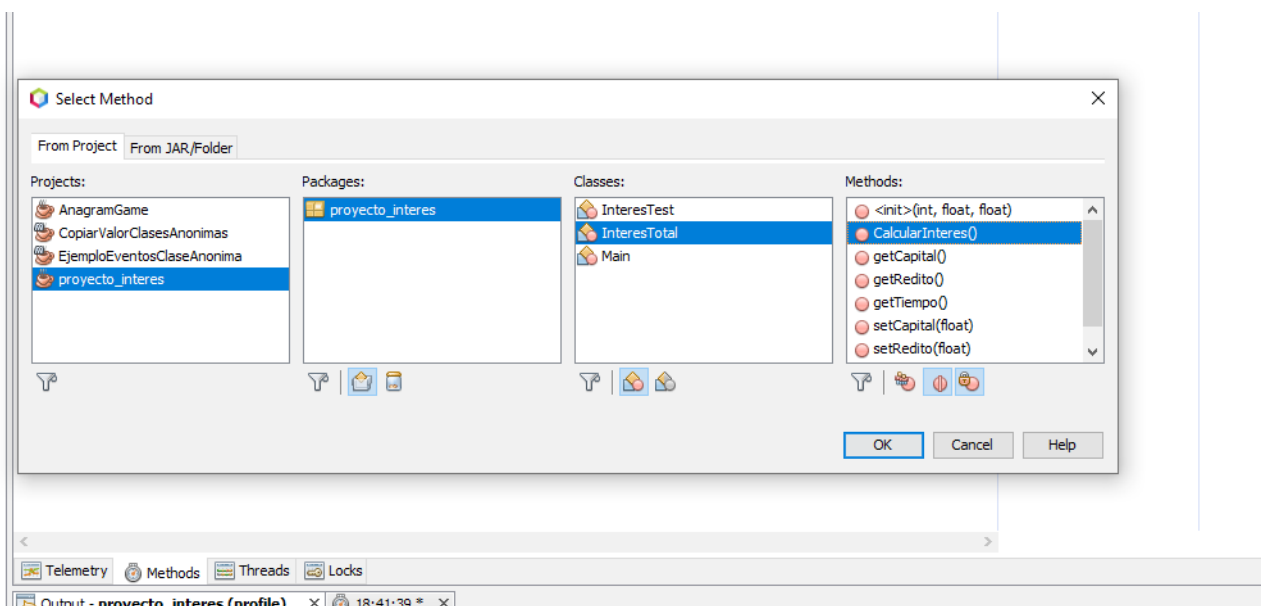 Select Method
From Project From JAR/Folder
Projects: Packages: Classes: Methods:
AnagramGame proyecto_interes InteresTest <init>(int, float, float)
CopiarValorClasesAnonimas InteresTotal CalcularInteres()
EjemploEventosClaseAnonima Main getCapital()
proyecto_interes getRedito()
getTiempo()
setCapital(float)
setRedito(float)
OK Cancel Help
Telemetry Methods Threads Locks
Output - proyecto_interes (profile) 18:41:39 *